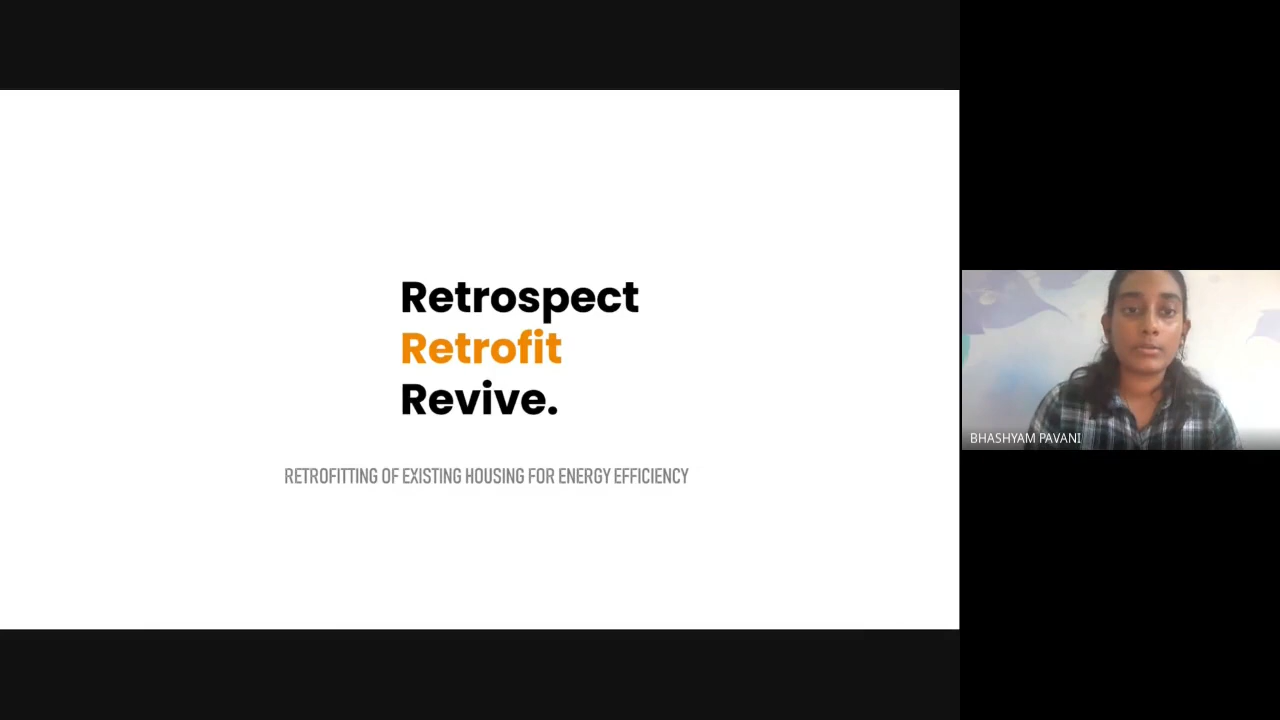 Retrospect
Retrofit
Revive.
RETROFITTING OF EXISTING HOUSING FOR ENERGY EFFICIENCY
BHASHYAM PAVANI